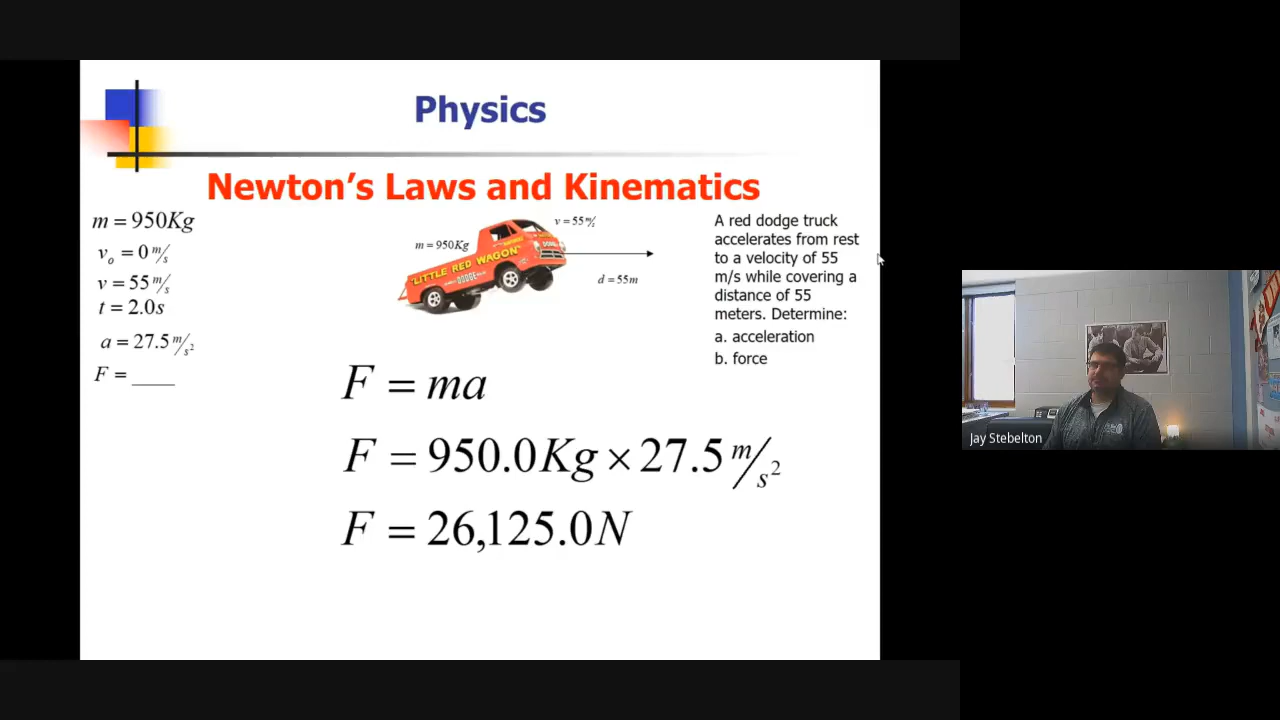 Physics
Newton's Laws and Kinematics
m = 950Kg
v₀ = 0 m/s
v = 55 m/s
t = 2.0s
a = 27.5 m/s²
F = ____
m = 950Kg
v = 55 m/s
LITTLE RED WAGON
DODGE
d = 55m
A red dodge truck
accelerates from rest
to a velocity of 55
m/s while covering a
distance of 55
meters. Determine:
a. acceleration
b. force
F = ma
F = 950.0Kg × 27.5 m/s²
F = 26,125.0N
Jay Stebelton